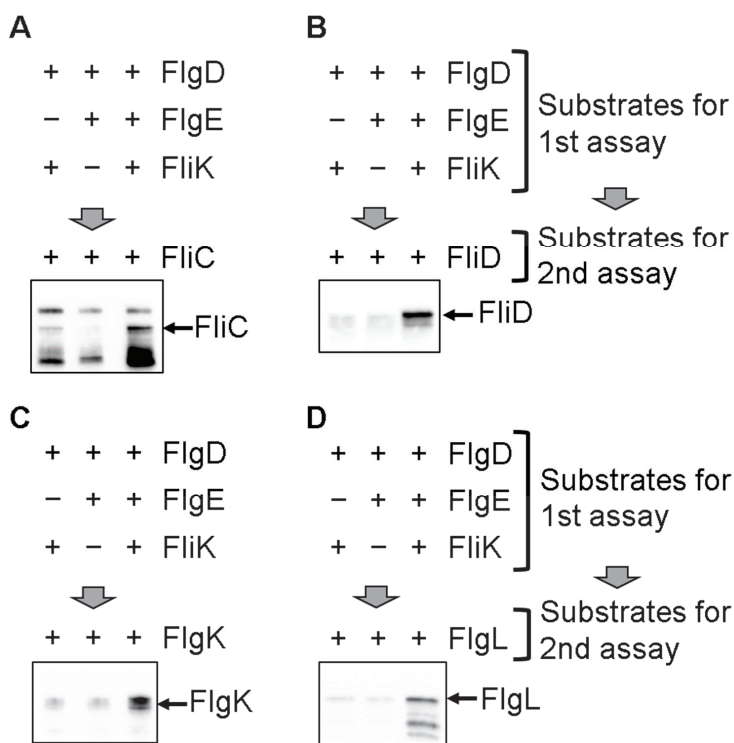 A
+ + + FlgD
− + + FlgE
+ − + FliK
+ + + FliC
FliC
B
+ + + FlgD
− + + FlgE
+ − + FliK
Substrates for
1st assay
+ + + FliD
Substrates for
2nd assay
FliD
C
+ + + FlgD
− + + FlgE
+ − + FliK
+ + + FlgK
FlgK
D
+ + + FlgD
− + + FlgE
+ − + FliK
Substrates for
1st assay
+ + + FlgL
Substrates for
2nd assay
FlgL